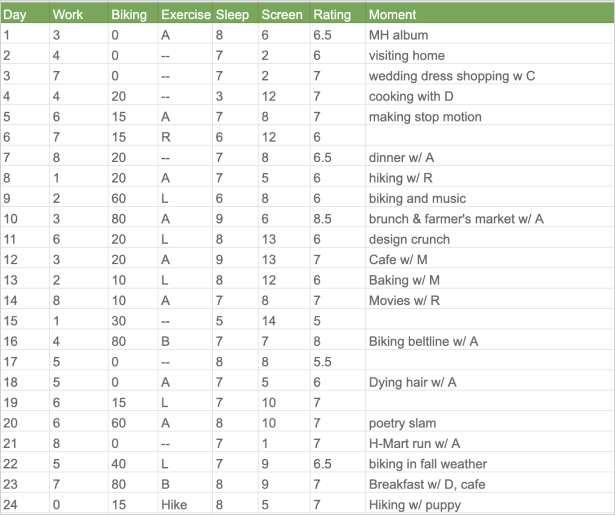 Day Work Biking Exercise Sleep Screen Rating Moment
1 3 0 A 8 6 6.5 MH album
2 4 0 -- 7 2 6 visiting home
3 7 0 -- 7 2 7 wedding dress shopping w C
4 4 20 -- 3 12 7 cooking with D
5 6 15 A 7 8 7 making stop motion
6 7 15 R 6 12 6
7 8 20 -- 7 8 6.5 dinner w/ A
8 1 20 A 7 5 6 hiking w/ R
9 2 60 L 6 8 6 biking and music
10 3 80 A 9 6 8.5 brunch & farmer's market w/ A
11 6 20 L 8 13 6 design crunch
12 3 20 A 9 13 7 Cafe w/ M
13 2 10 L 8 12 6 Baking w/ M
14 8 10 A 7 8 7 Movies w/ R
15 1 30 -- 5 14 5
16 4 80 B 7 7 8 Biking beltline w/ A
17 5 0 -- 8 8 5.5
18 5 0 A 7 5 6 Dying hair w/ A
19 6 15 L 7 10 7
20 6 60 A 8 10 7 poetry slam
21 8 0 -- 7 1 7 H-Mart run w/ A
22 5 40 L 7 9 6.5 biking in fall weather
23 7 80 B 8 9 7 Breakfast w/ D, cafe
24 0 15 Hike 8 5 7 Hiking w/ puppy